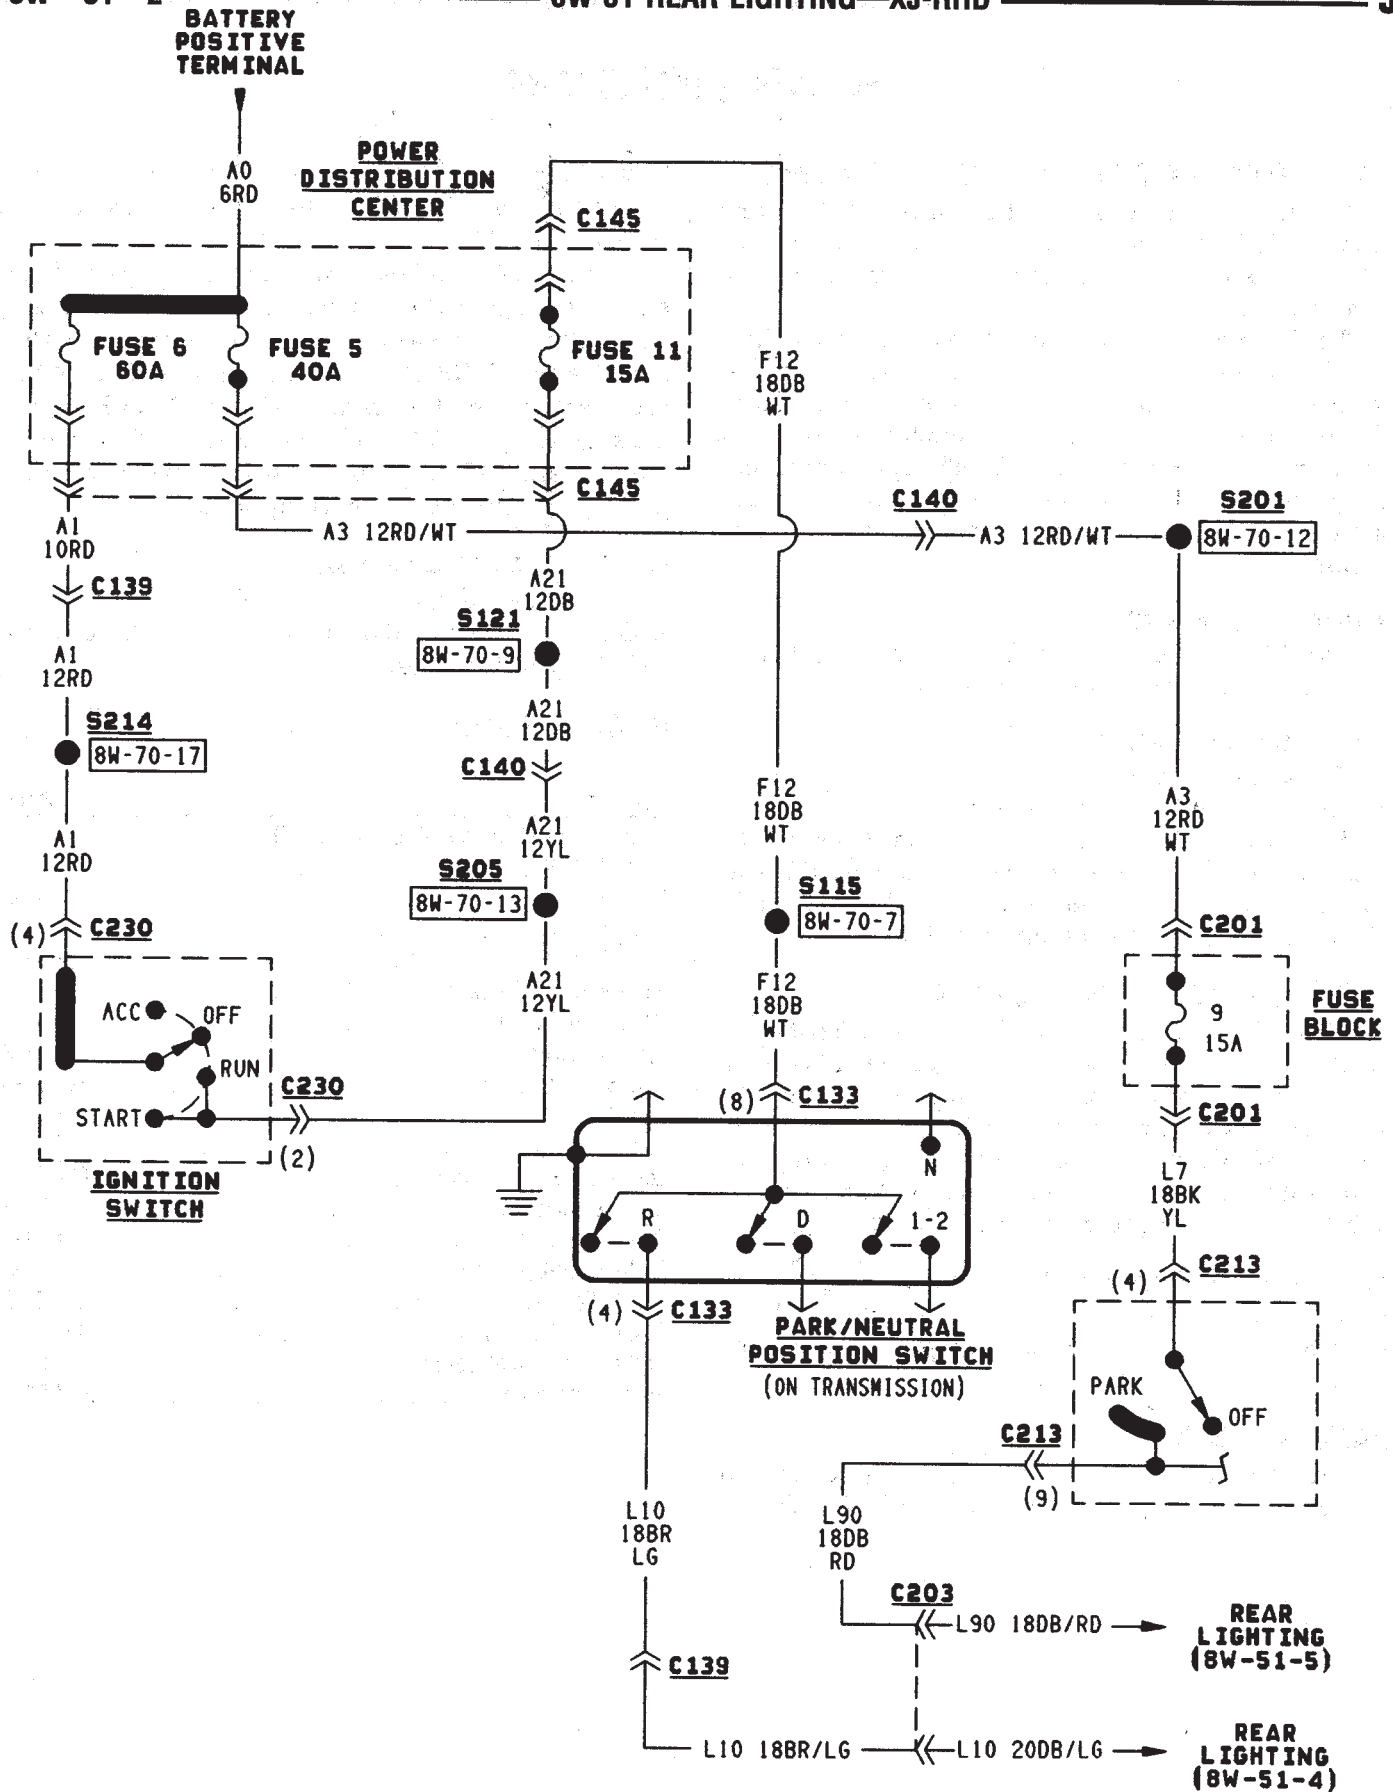 8W-51 REAR LIGHTING—XJ-RHD
BATTERY
POSITIVE
TERMINAL
A0
6RD
POWER
DISTRIBUTION
CENTER
C145
FUSE 6
60A
FUSE 5
40A
FUSE 11
15A
F12
18DB
WT
C145
A1
10RD
A3 12RD/WT
C140
A3 12RD/WT
S201
8W-70-12
C139
A21
12DB
S121
8W-70-9
A1
12RD
A21
12DB
S214
8W-70-17
C140
F12
18DB
WT
A3
12RD
WT
A1
12RD
A21
12YL
S205
8W-70-13
S115
8W-70-7
(4)
C230
C201
A21
12YL
F12
18DB
WT
ACC
OFF
RUN
START
C230
(2)
IGNITION
SWITCH
9
15A
FUSE
BLOCK
(8)
C133
C201
N
R
D
1-2
L7
18BK
YL
(4)
C133
PARK/NEUTRAL
POSITION SWITCH
(ON TRANSMISSION)
(4)
C213
PARK
OFF
C213
(9)
L10
18BR
LG
L90
18DB
RD
C203
L90 18DB/RD
REAR
LIGHTING
(8W-51-5)
C139
L10 18BR/LG
L10 20DB/LG
REAR
LIGHTING
(8W-51-4)